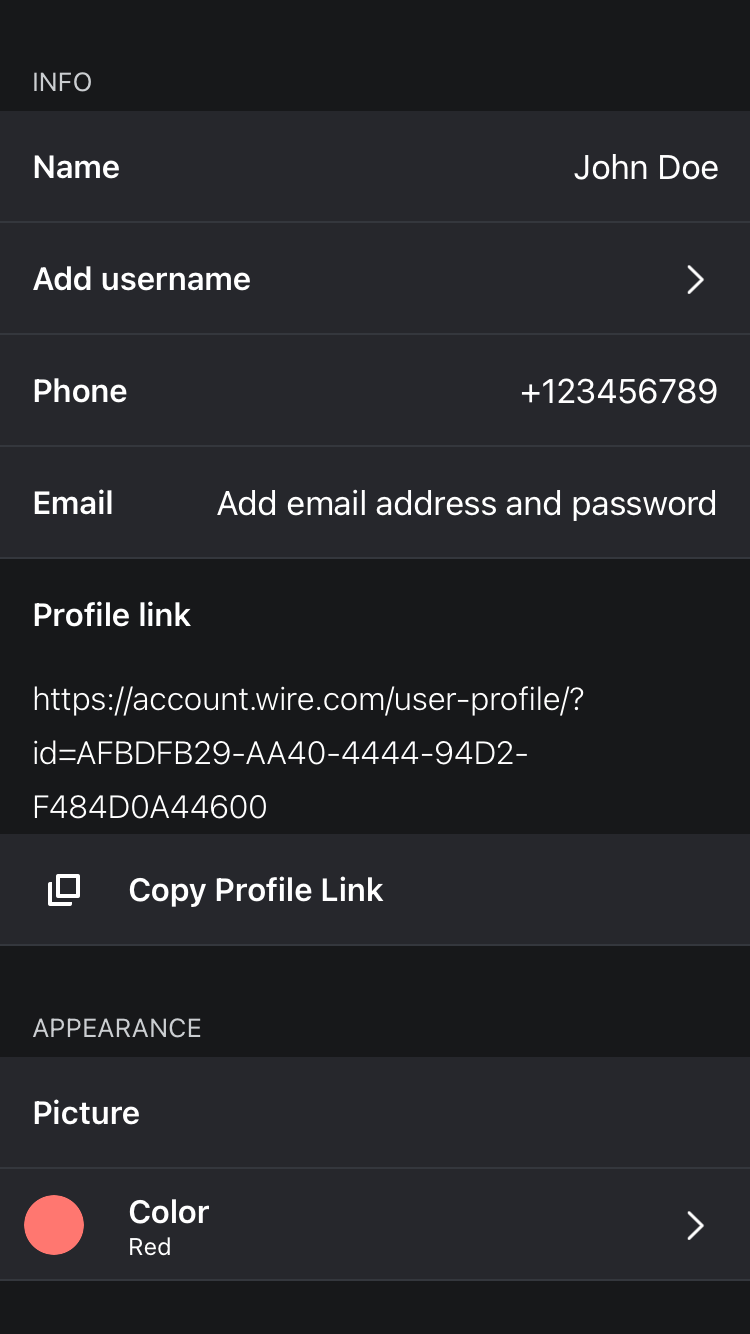 INFO
Name John Doe
Add username
Phone +123456789
Email Add email address and password
Profile link
https://account.wire.com/user-profile/?
id=AFBDFB29-AA40-4444-94D2-
F484D0A44600
Copy Profile Link
APPEARANCE
Picture
Color
Red